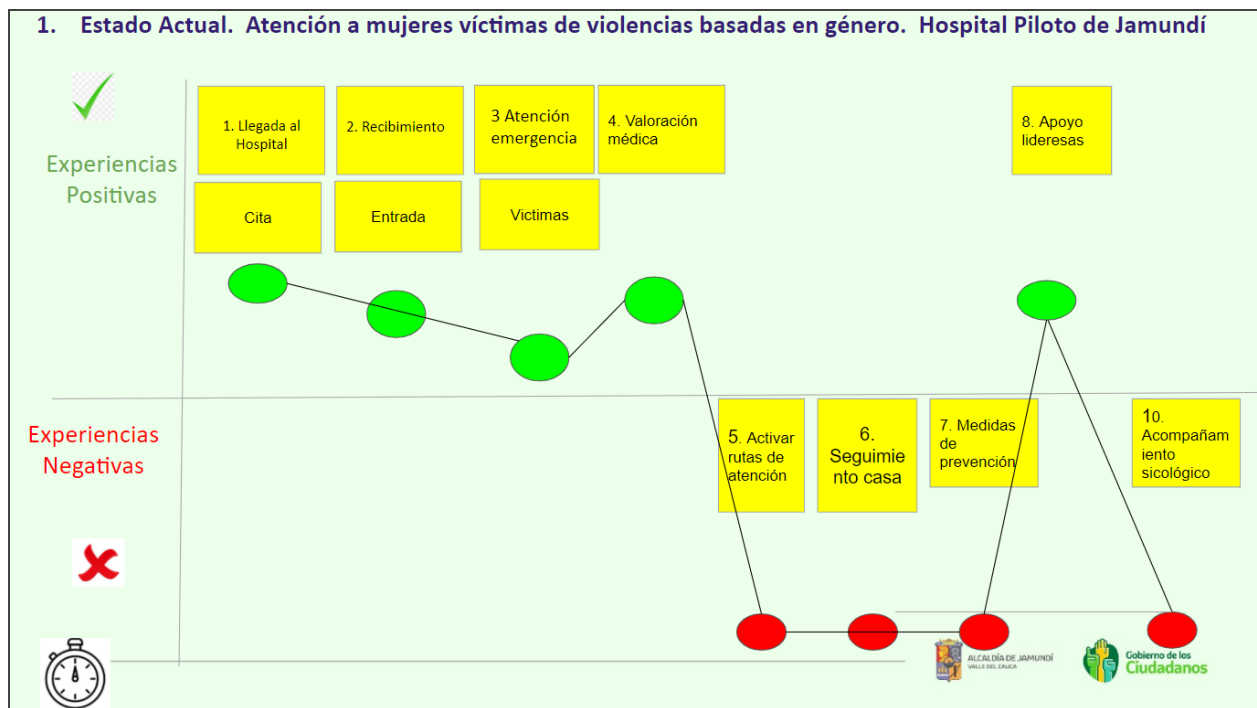 1. Estado Actual. Atención a mujeres víctimas de violencias basadas en género. Hospital Piloto de Jamundí
Experiencias
Positivas
1. Llegada al
Hospital
2. Recibimiento
3 Atención
emergencia
4. Valoración
médica
8. Apoyo
lideresas
Cita
Entrada
Victimas
Experiencias
Negativas
5. Activar
rutas de
atención
6.
Seguimie
nto casa
7. Medidas
de
prevención
10.
Acompañam
iento
sicológico
ALCALDÍA DE JAMUNDÍ
VALLE DEL CAUCA
Gobierno de los
Ciudadanos